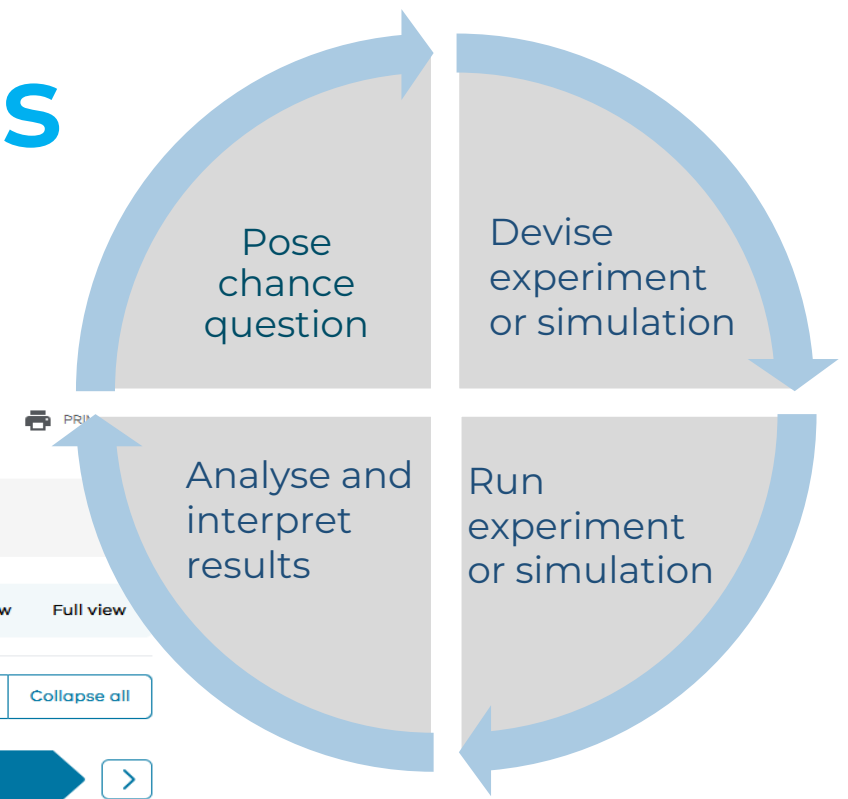 s
Pose
chance
question
Devise
experiment
or simulation
Analyse and
interpret
results
Run
experiment
or simulation
Full view
Collapse all